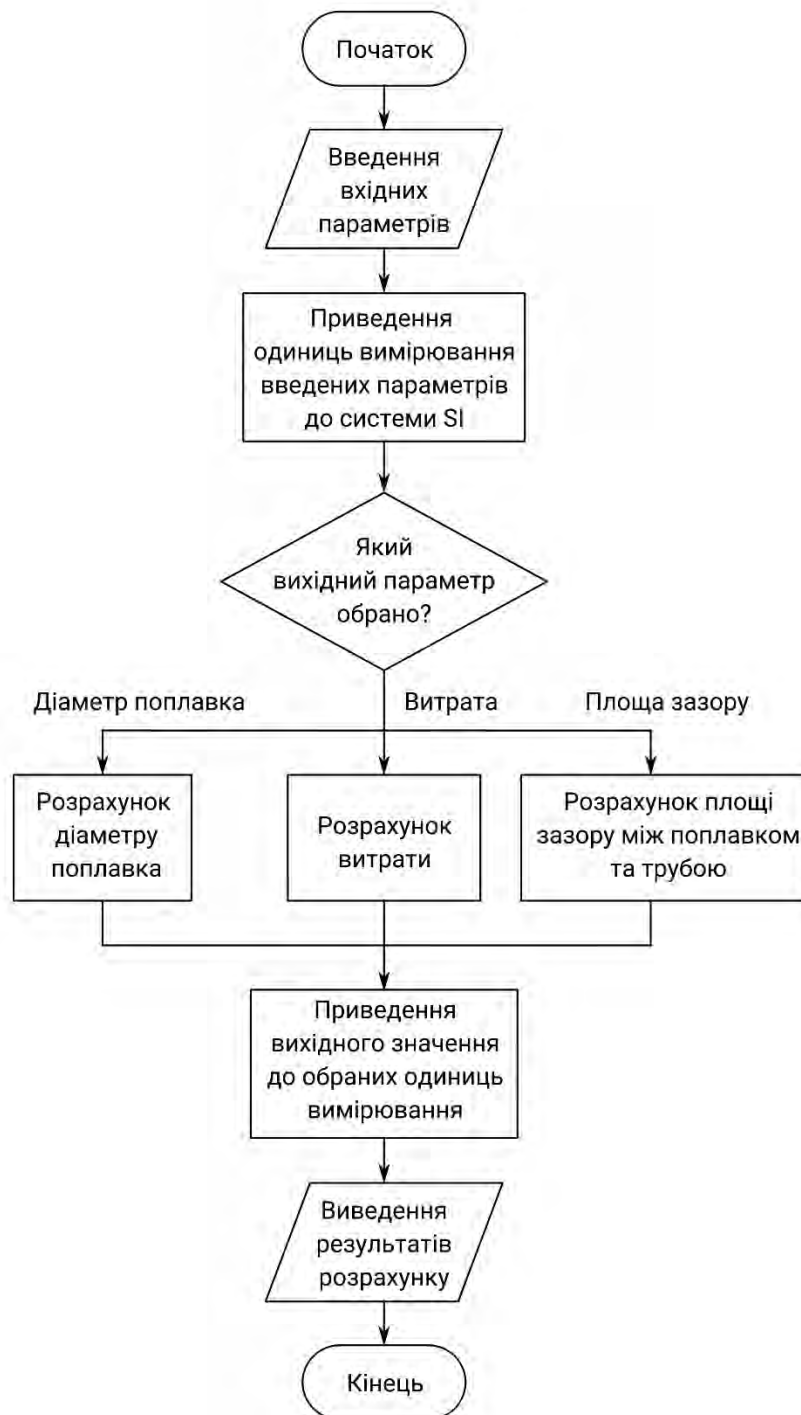 Початок
Введення
вхідних
параметрів
Приведення
одиниць вимірювання
введених параметрів
до системи SI
Який
вихідний параметр
обрано?
Діаметр поплавка
Витрата
Площа зазору
Розрахунок
діаметру
поплавка
Розрахунок
витрати
Розрахунок площі
зазору між поплавком
та трубою
Приведення
вихідного значення
до обраних одиниць
вимірювання
Виведення
результатів
розрахунку
Кінець